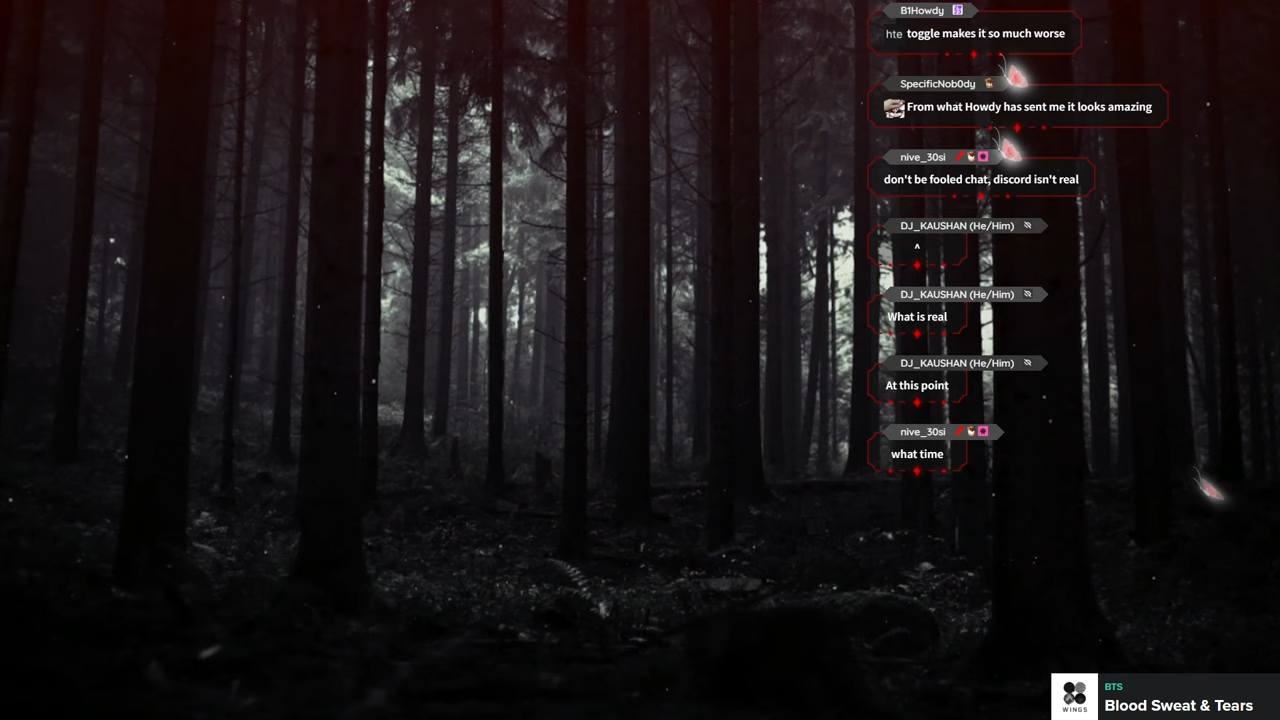 B1Howdy
hte toggle makes it so much worse
SpecificNob0dy
From what Howdy has sent me it looks amazing
nive_30si
don't be fooled chat, discord isn't real
DJ_KAUSHAN (He/Him)
^
DJ_KAUSHAN (He/Him)
What is real
DJ_KAUSHAN (He/Him)
At this point
nive_30si
what time
WINGS
BTS
Blood Sweat & Tears